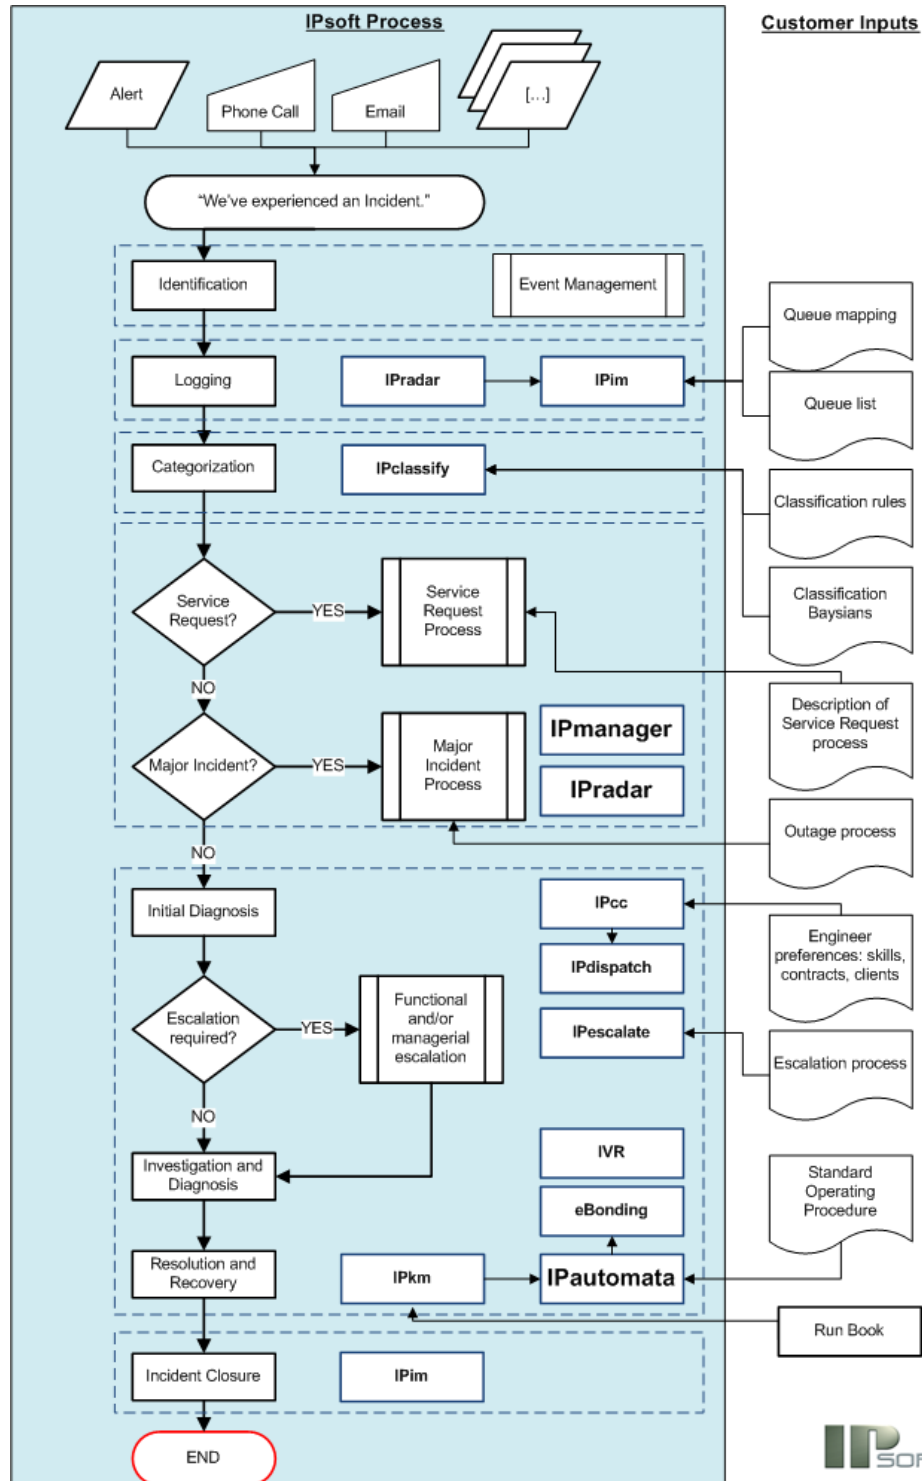 IPsoft Process
Customer Inputs
Alert
Phone Call
Email
[...]
"We've experienced an Incident."
Identification
Event Management
Queue mapping
Logging
IPradar
IPim
Queue list
Categorization
IPclassify
Classification rules
Classification
Baysians
Service
Request?
YES
Service
Request
Process
NO
Description of
Service Request
process
Major Incident?
YES
Major
Incident
Process
IPmanager
IPradar
Outage process
NO
Initial Diagnosis
IPcc
Engineer
preferences: skills,
contracts, clients
IPdispatch
Escalation
required?
YES
Functional
and/or
managerial
escalation
IPescalate
Escalation process
NO
Investigation and
Diagnosis
IVR
Standard
Operating
Procedure
eBonding
Resolution and
Recovery
IPkm
IPautomata
Run Book
Incident Closure
IPim
END
IPSOF